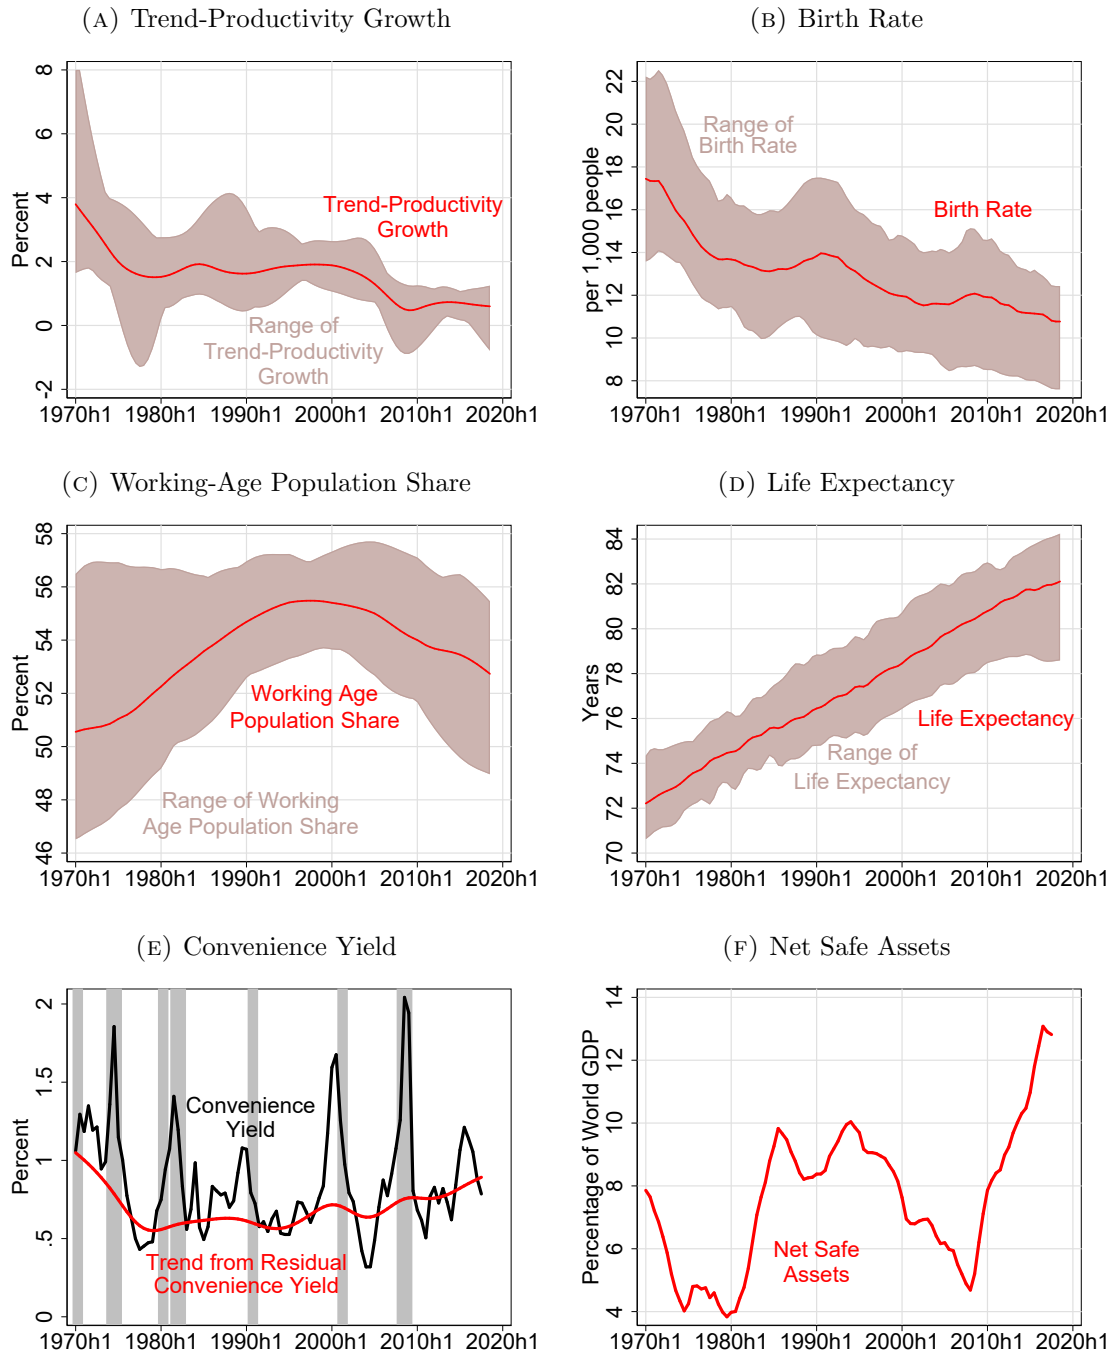 (A) Trend-Productivity Growth
8
6
4
2
0
-2
Percent
Trend-Productivity
Growth
Range of
Trend-Productivity
Growth
1970h1 1980h1 1990h1 2000h1 2010h1 2020h1
(B) Birth Rate
22
20
18
16
14
12
10
8
per 1,000 people
Range of
Birth Rate
Birth Rate
1970h1 1980h1 1990h1 2000h1 2010h1 2020h1
(C) Working-Age Population Share
58
56
54
52
50
48
46
Percent
Working Age
Population Share
Range of Working
Age Population Share
1970h1 1980h1 1990h1 2000h1 2010h1 2020h1
(D) Life Expectancy
84
82
80
78
76
74
72
70
Years
Life Expectancy
Range of
Life Expectancy
1970h1 1980h1 1990h1 2000h1 2010h1 2020h1
(E) Convenience Yield
2
1.5
1
.5
0
Percent
Convenience
Yield
Trend from Residual
Convenience Yield
1970h1 1980h1 1990h1 2000h1 2010h1 2020h1
(F) Net Safe Assets
14
12
10
8
6
4
Percentage of World GDP
Net Safe
Assets
1970h1 1980h1 1990h1 2000h1 2010h1 2020h1